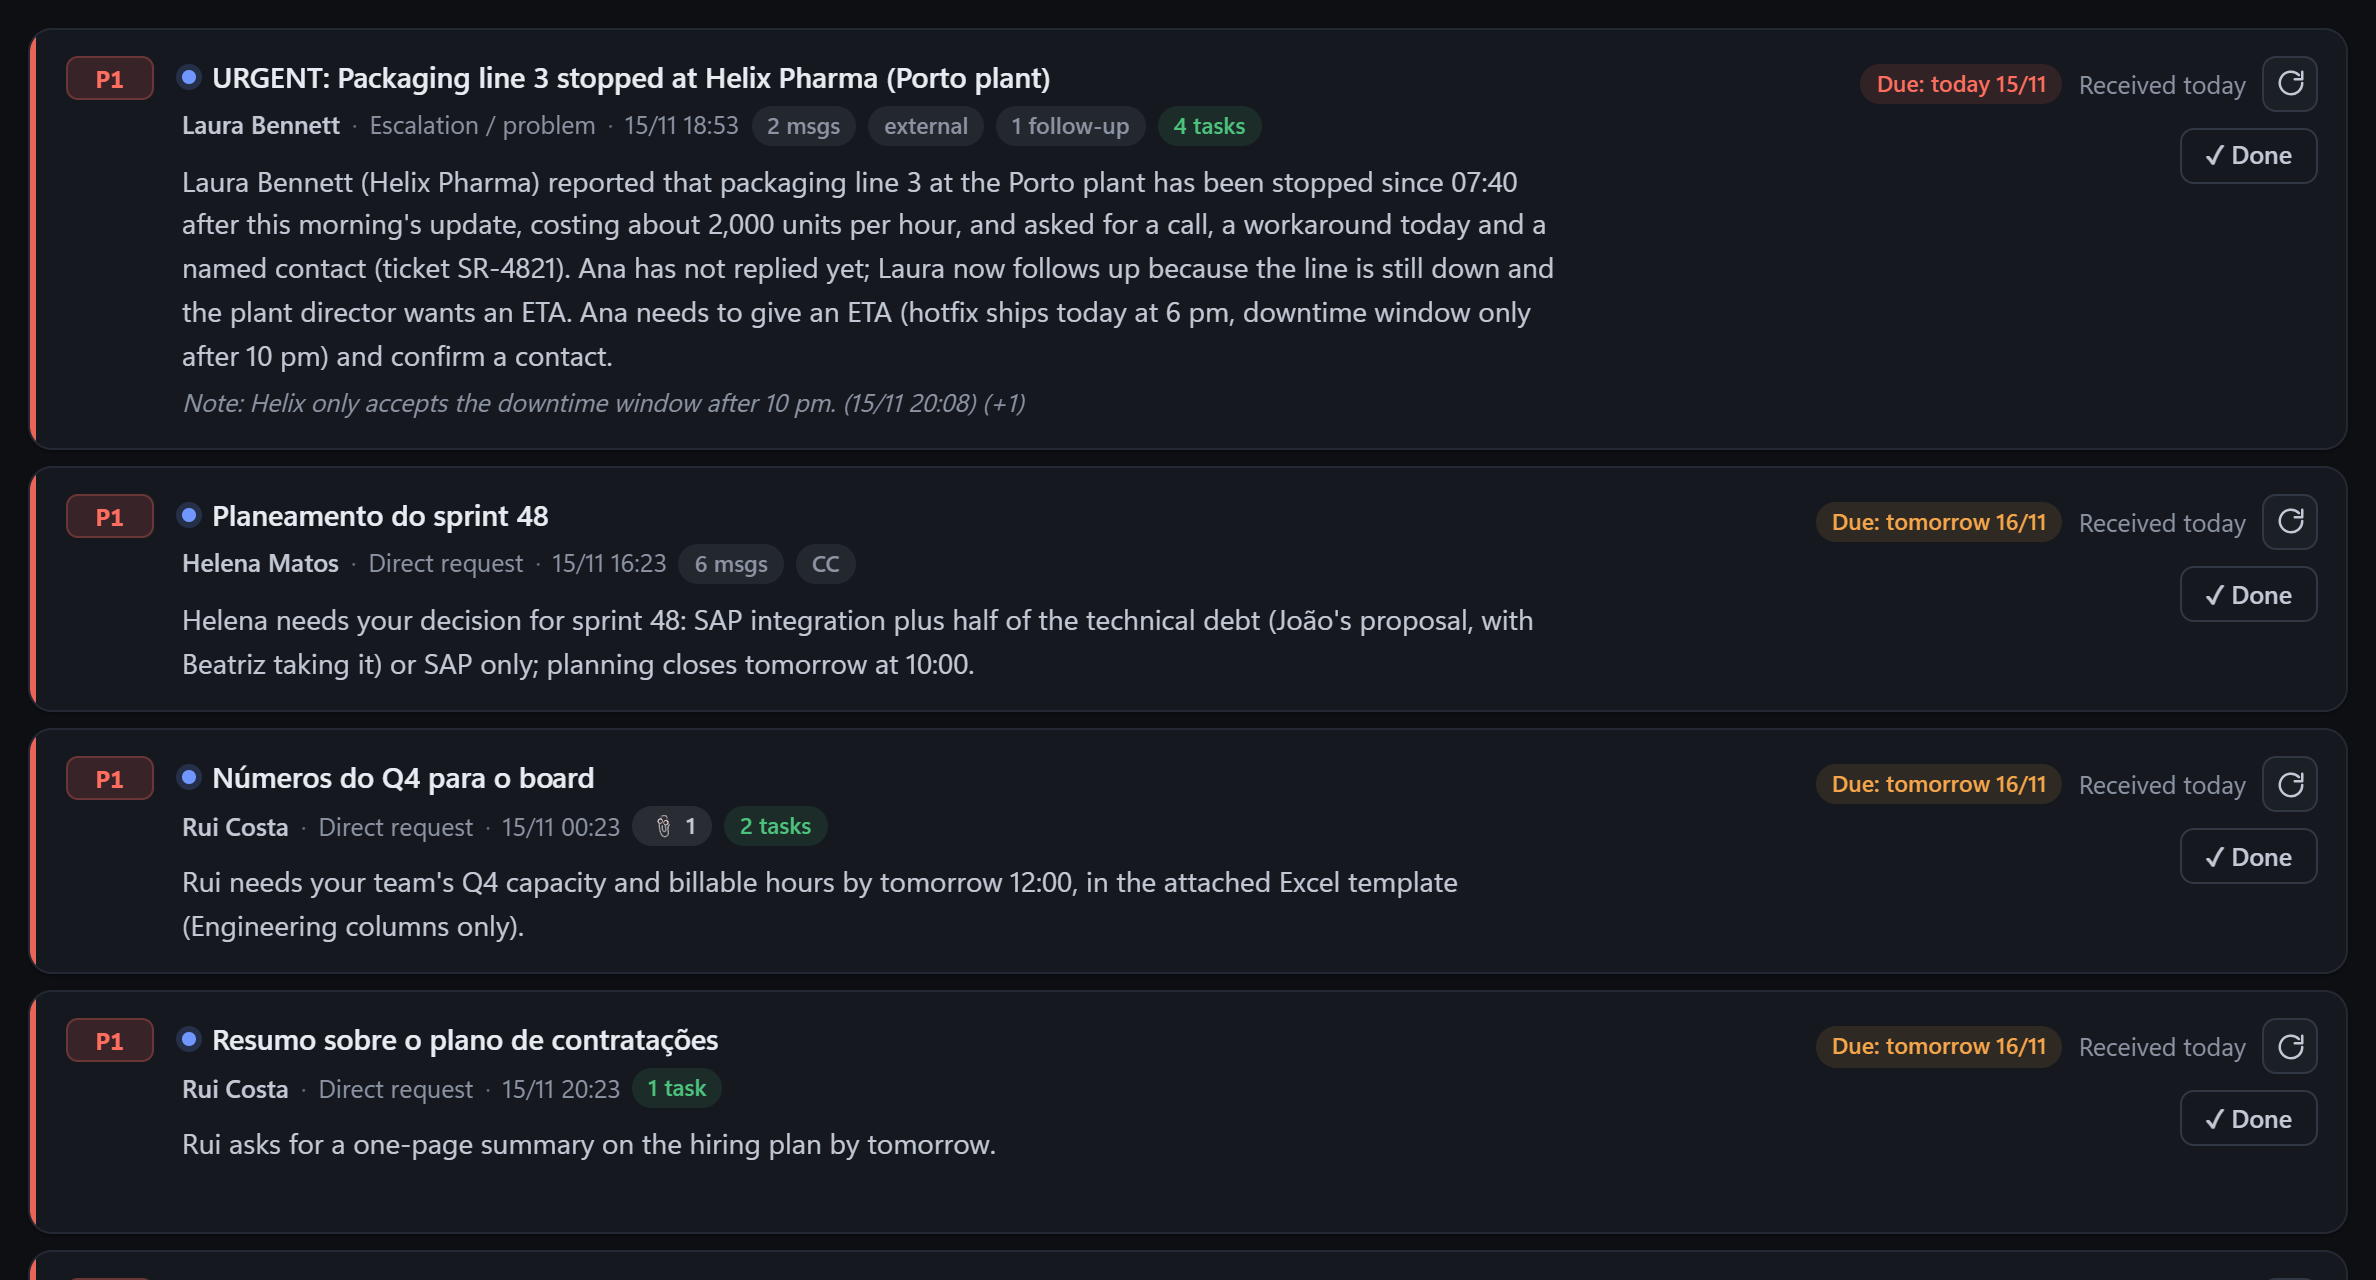 P1 URGENT: Packaging line 3 stopped at Helix Pharma (Porto plant) Due: today 15/11 Received today
Laura Bennett · Escalation / problem · 15/11 18:53 2 msgs external 1 follow-up 4 tasks
✓ Done
Laura Bennett (Helix Pharma) reported that packaging line 3 at the Porto plant has been stopped since 07:40
after this morning's update, costing about 2,000 units per hour, and asked for a call, a workaround today and a
named contact (ticket SR-4821). Ana has not replied yet; Laura now follows up because the line is still down and
the plant director wants an ETA. Ana needs to give an ETA (hotfix ships today at 6 pm, downtime window only
after 10 pm) and confirm a contact.
Note: Helix only accepts the downtime window after 10 pm. (15/11 20:08) (+1)
P1 Planeamento do sprint 48 Due: tomorrow 16/11 Received today
Helena Matos · Direct request · 15/11 16:23 6 msgs CC
✓ Done
Helena needs your decision for sprint 48: SAP integration plus half of the technical debt (João's proposal, with
Beatriz taking it) or SAP only; planning closes tomorrow at 10:00.
P1 Números do Q4 para o board Due: tomorrow 16/11 Received today
Rui Costa · Direct request · 15/11 00:23 1 2 tasks
✓ Done
Rui needs your team's Q4 capacity and billable hours by tomorrow 12:00, in the attached Excel template
(Engineering columns only).
P1 Resumo sobre o plano de contratações Due: tomorrow 16/11 Received today
Rui Costa · Direct request · 15/11 20:23 1 task
✓ Done
Rui asks for a one-page summary on the hiring plan by tomorrow.